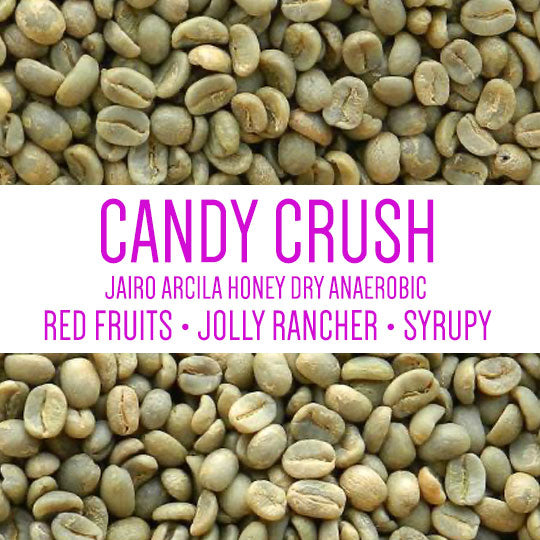 CANDY CRUSH
JAIRO ARCILA HONEY DRY ANAEROBIC
RED FRUITS • JOLLY RANCHER • SYRUPY